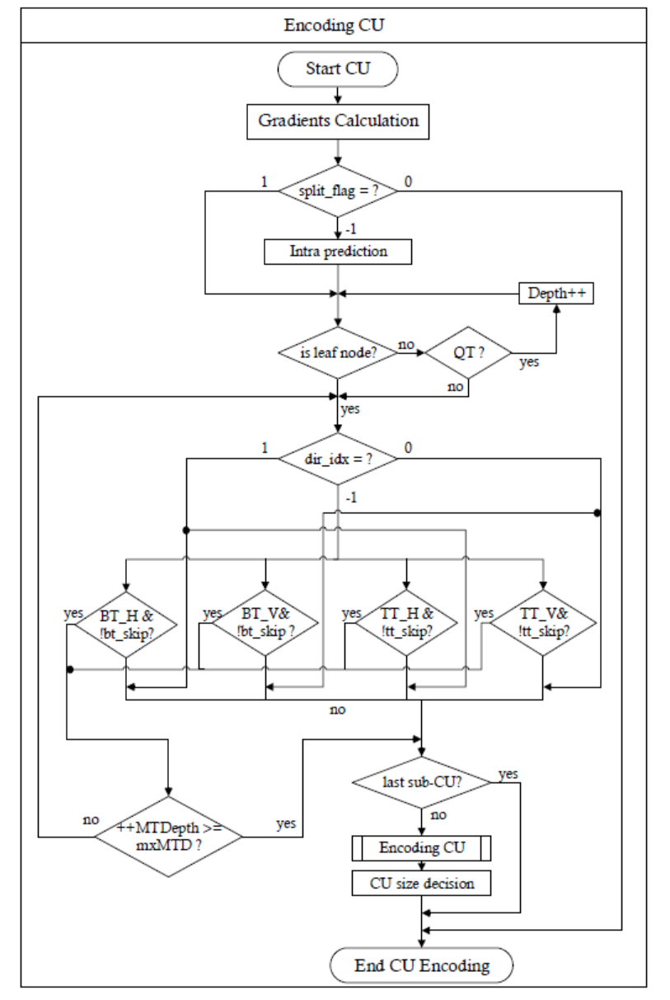 Encoding CU
Start CU
Gradients Calculation
1
split_flag = ?
0
-1
Intra prediction
Depth++
is leaf node?
no
QT ?
yes
no
yes
1
dir_idx = ?
0
-1
yes
BT_H &
!bt_skip?
yes
BT_V&
!bt_skip ?
yes
TT_H &
!tt_skip?
yes
TT_V&
!tt_skip?
no
last sub-CU?
yes
no
no
++MTDepth >=
mxMTD ?
yes
Encoding CU
CU size decision
End CU Encoding